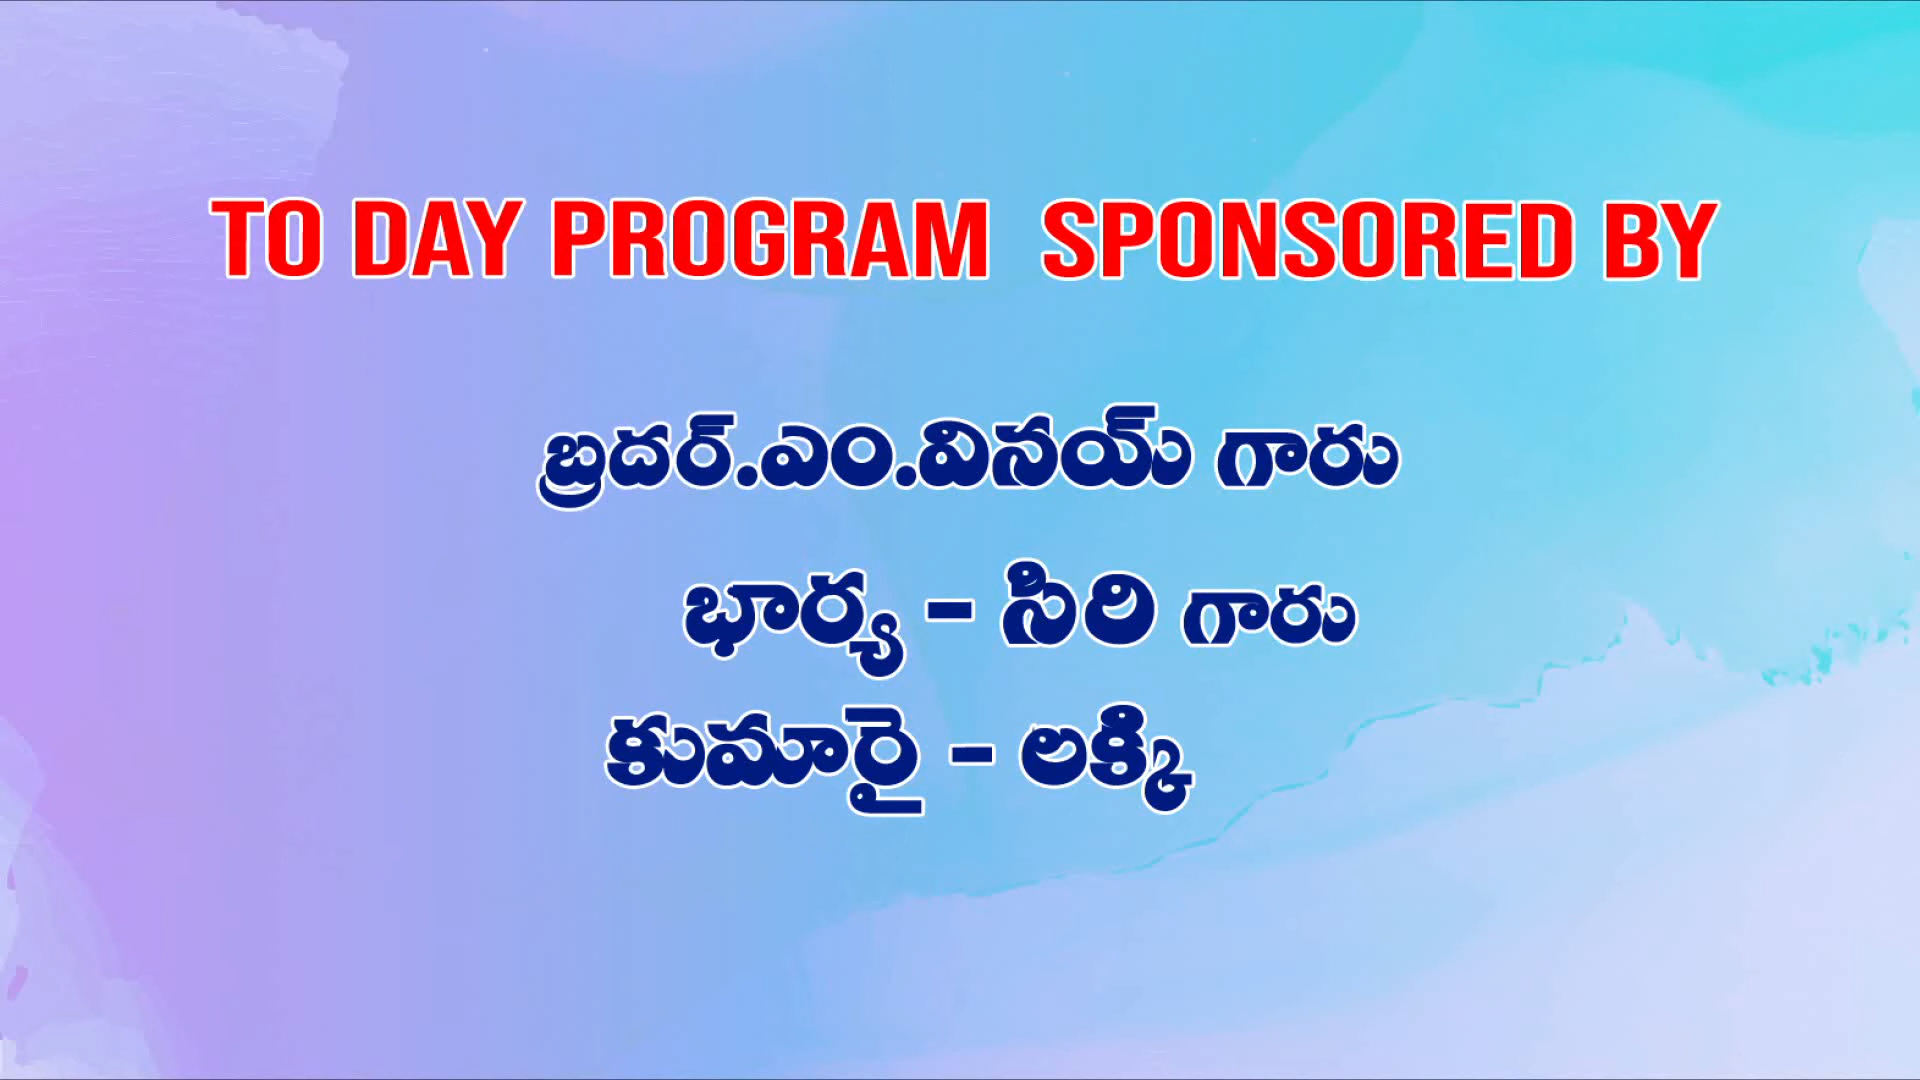 TO DAY PROGRAM SPONSORED BY
బ్రదర్.ఎం.వినయ్ గారు
భార్య - సిరి గారు
కుమార్తె - లక్కి